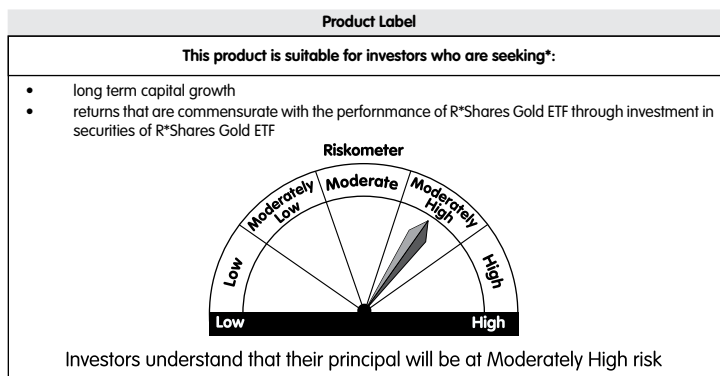 Product Label
This product is suitable for investors who are seeking*:
• long term capital growth
• returns that are commensurate with the perfornmance of R*Shares Gold ETF through investment in
securities of R*Shares Gold ETF
Riskometer
Low
Moderately
Low
Moderate
Moderately
High
High
Low High
Investors understand that their principal will be at Moderately High risk